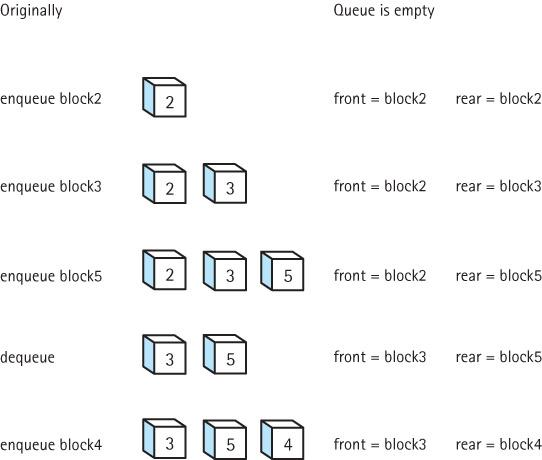 Originally Queue is empty
enqueue block2 2 front = block2 rear = block2
enqueue block3 2 3 front = block2 rear = block3
enqueue block5 2 3 5 front = block2 rear = block5
dequeue 3 5 front = block3 rear = block5
enqueue block4 3 5 4 front = block3 rear = block4